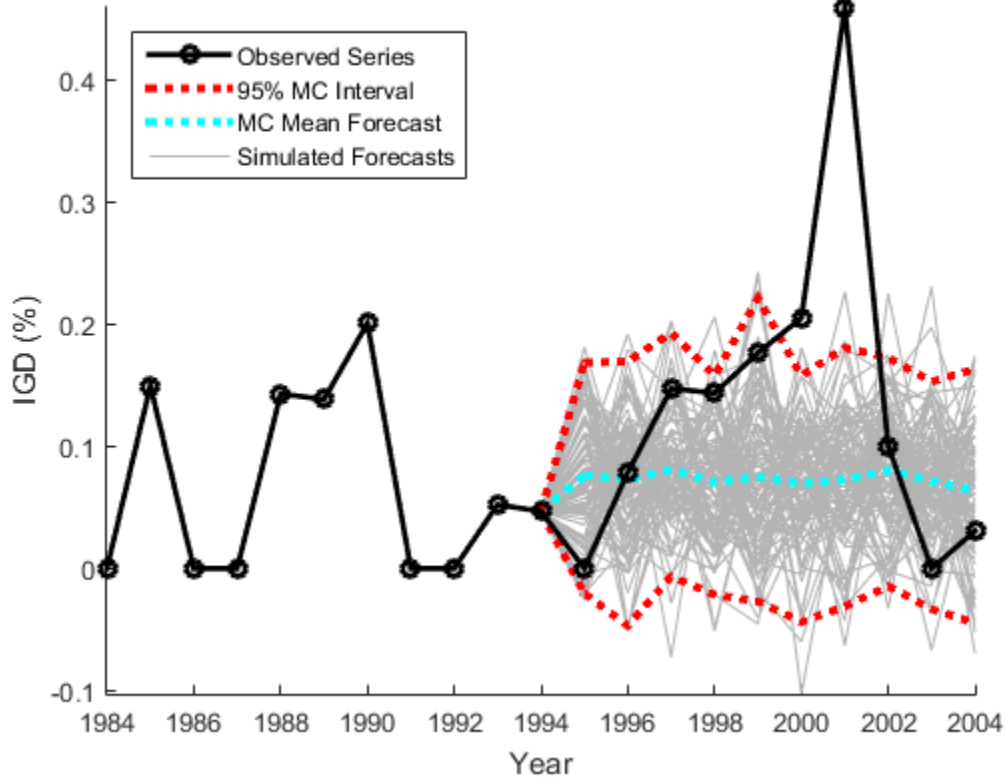 Observed Series
95% MC Interval
MC Mean Forecast
Simulated Forecasts
0.4
0.3
0.2
0.1
0
-0.1
IGD (%)
1984 1986 1988 1990 1992 1994 1996 1998 2000 2002 2004
Year